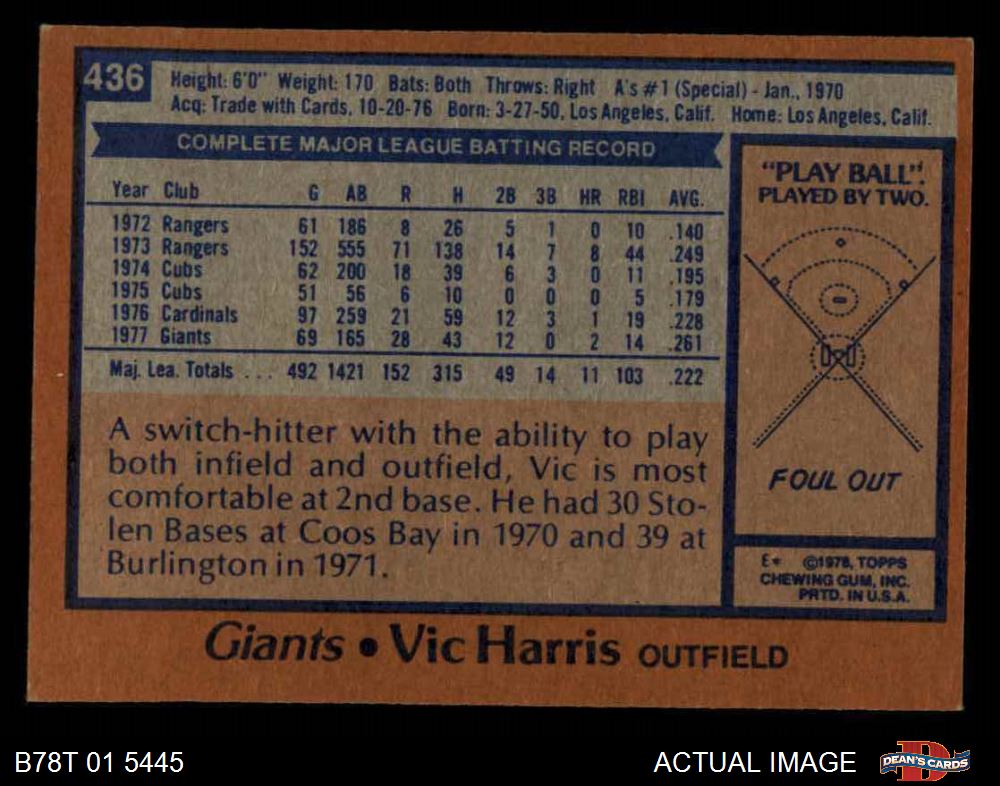 436
Height: 6'0" Weight: 170 Bats: Both Throws: Right A's #1 (Special) - Jan., 1970
Acq: Trade with Cards, 10-20-76 Born: 3-27-50, Los Angeles, Calif. Home: Los Angeles, Calif.
COMPLETE MAJOR LEAGUE BATTING RECORD
Year Club G AB R H 2B 3B HR RBI AVG.
1972 Rangers 61 186 8 26 5 1 0 10 .140
1973 Rangers 152 555 71 138 14 7 8 44 .249
1974 Cubs 62 200 18 39 6 3 0 11 .195
1975 Cubs 51 56 6 10 0 0 0 5 .179
1976 Cardinals 97 259 21 59 12 3 1 19 .228
1977 Giants 69 165 28 43 12 0 2 14 .261
Maj. Lea. Totals ... 492 1421 152 315 49 14 11 103 .222
A switch-hitter with the ability to play
both infield and outfield, Vic is most
comfortable at 2nd base. He had 30 Sto-
len Bases at Coos Bay in 1970 and 39 at
Burlington in 1971.
"PLAY BALL".
PLAYED BY TWO.
FOUL OUT
E* ©1978, TOPPS
CHEWING GUM, INC.
PRTD. IN U.S.A.
Giants • Vic Harris OUTFIELD
B78T 01 5445
ACTUAL IMAGE
D
DEAN'S CARDS